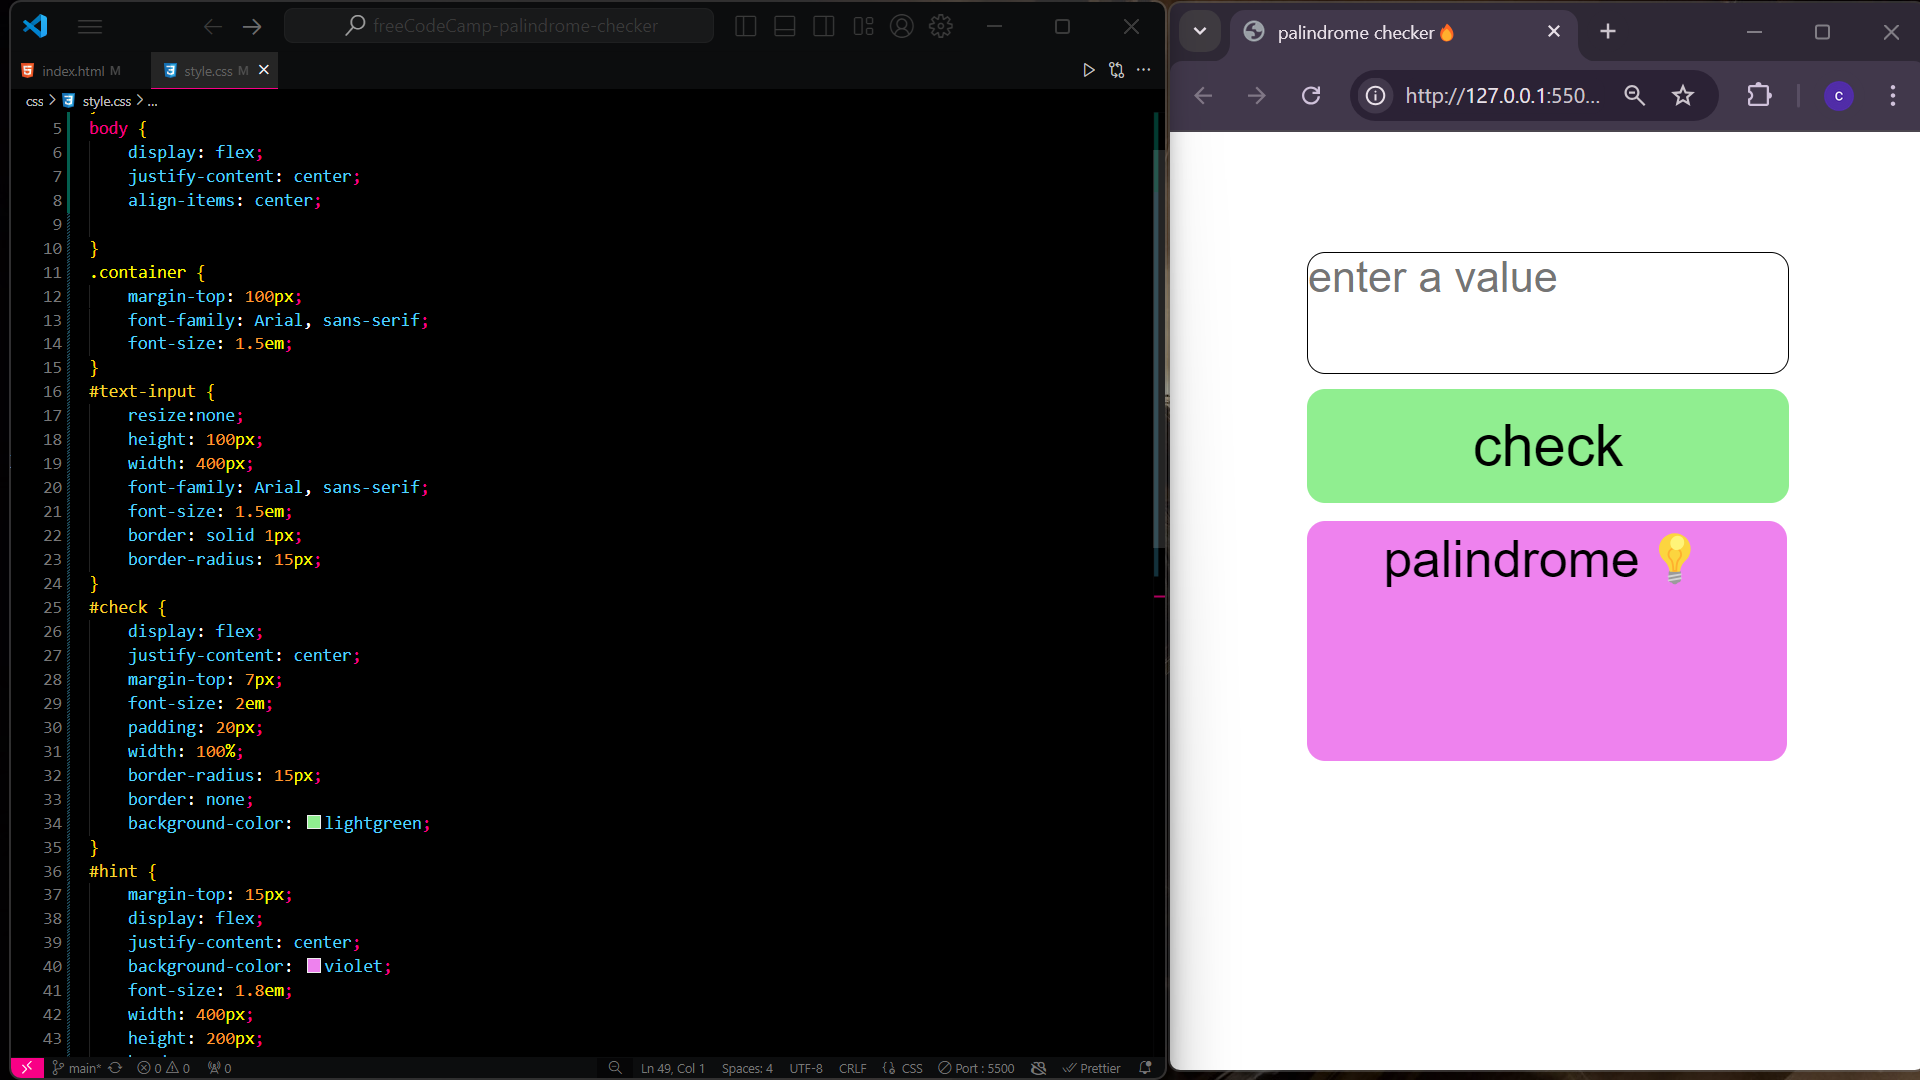 freeCodeCamp-palindrome-checker
index.html M
style.css M
css > style.css > ...
5 body {
6 display: flex;
7 justify-content: center;
8 align-items: center;
9
10 }
11 .container {
12 margin-top: 100px;
13 font-family: Arial, sans-serif;
14 font-size: 1.5em;
15 }
16 #text-input {
17 resize:none;
18 height: 100px;
19 width: 400px;
20 font-family: Arial, sans-serif;
21 font-size: 1.5em;
22 border: solid 1px;
23 border-radius: 15px;
24 }
25 #check {
26 display: flex;
27 justify-content: center;
28 margin-top: 7px;
29 font-size: 2em;
30 padding: 20px;
31 width: 100%;
32 border-radius: 15px;
33 border: none;
34 background-color: lightgreen;
35 }
36 #hint {
37 margin-top: 15px;
38 display: flex;
39 justify-content: center;
40 background-color: violet;
41 font-size: 1.8em;
42 width: 400px;
43 height: 200px;
main* 0 0 0 Ln 49, Col 1 Spaces: 4 UTF-8 CRLF {} CSS Port : 5500 Prettier
palindrome checker🔥
http://127.0.0.1:550...
c
enter a value
check
palindrome 💡